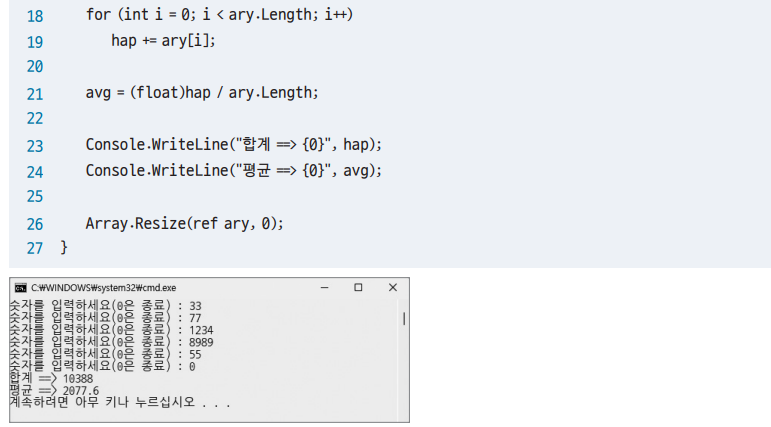 18 for (int i = 0; i < ary.Length; i++)
19 hap += ary[i];
20
21 avg = (float)hap / ary.Length;
22
23 Console.WriteLine("합계 ==> {0}", hap);
24 Console.WriteLine("평균 ==> {0}", avg);
25
26 Array.Resize(ref ary, 0);
27 }
C:₩WINDOWS₩system32₩cmd.exe
숫자를 입력하세요(0은 종료) : 33
숫자를 입력하세요(0은 종료) : 77
숫자를 입력하세요(0은 종료) : 1234
숫자를 입력하세요(0은 종료) : 8989
숫자를 입력하세요(0은 종료) : 55
숫자를 입력하세요(0은 종료) : 0
합계 ==> 10388
평균 ==> 2077.6
계속하려면 아무 키나 누르십시오 . . .